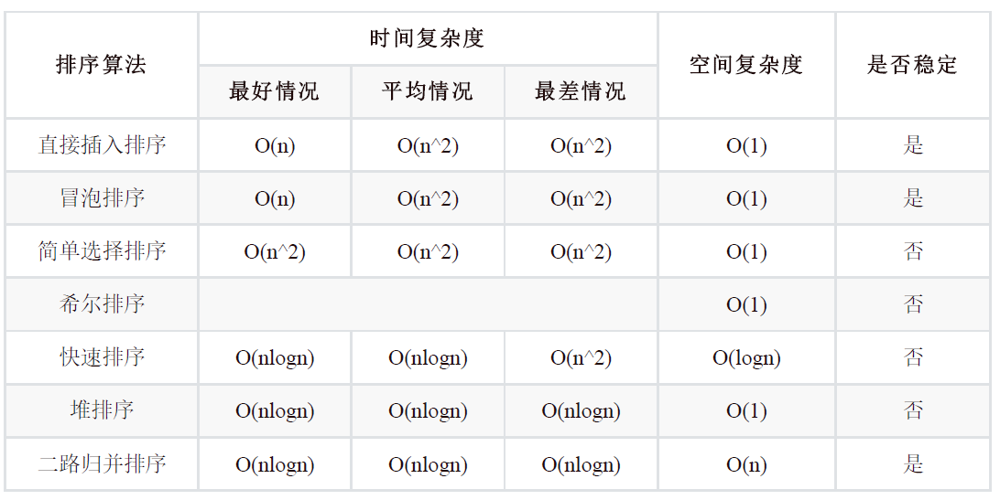 排序算法 时间复杂度 空间复杂度 是否稳定
最好情况 平均情况 最差情况
直接插入排序 O(n) O(n^2) O(n^2) O(1) 是
冒泡排序 O(n) O(n^2) O(n^2) O(1) 是
简单选择排序 O(n^2) O(n^2) O(n^2) O(1) 否
希尔排序 O(1) 否
快速排序 O(nlogn) O(nlogn) O(n^2) O(logn) 否
堆排序 O(nlogn) O(nlogn) O(nlogn) O(1) 否
二路归并排序 O(nlogn) O(nlogn) O(nlogn) O(n) 是